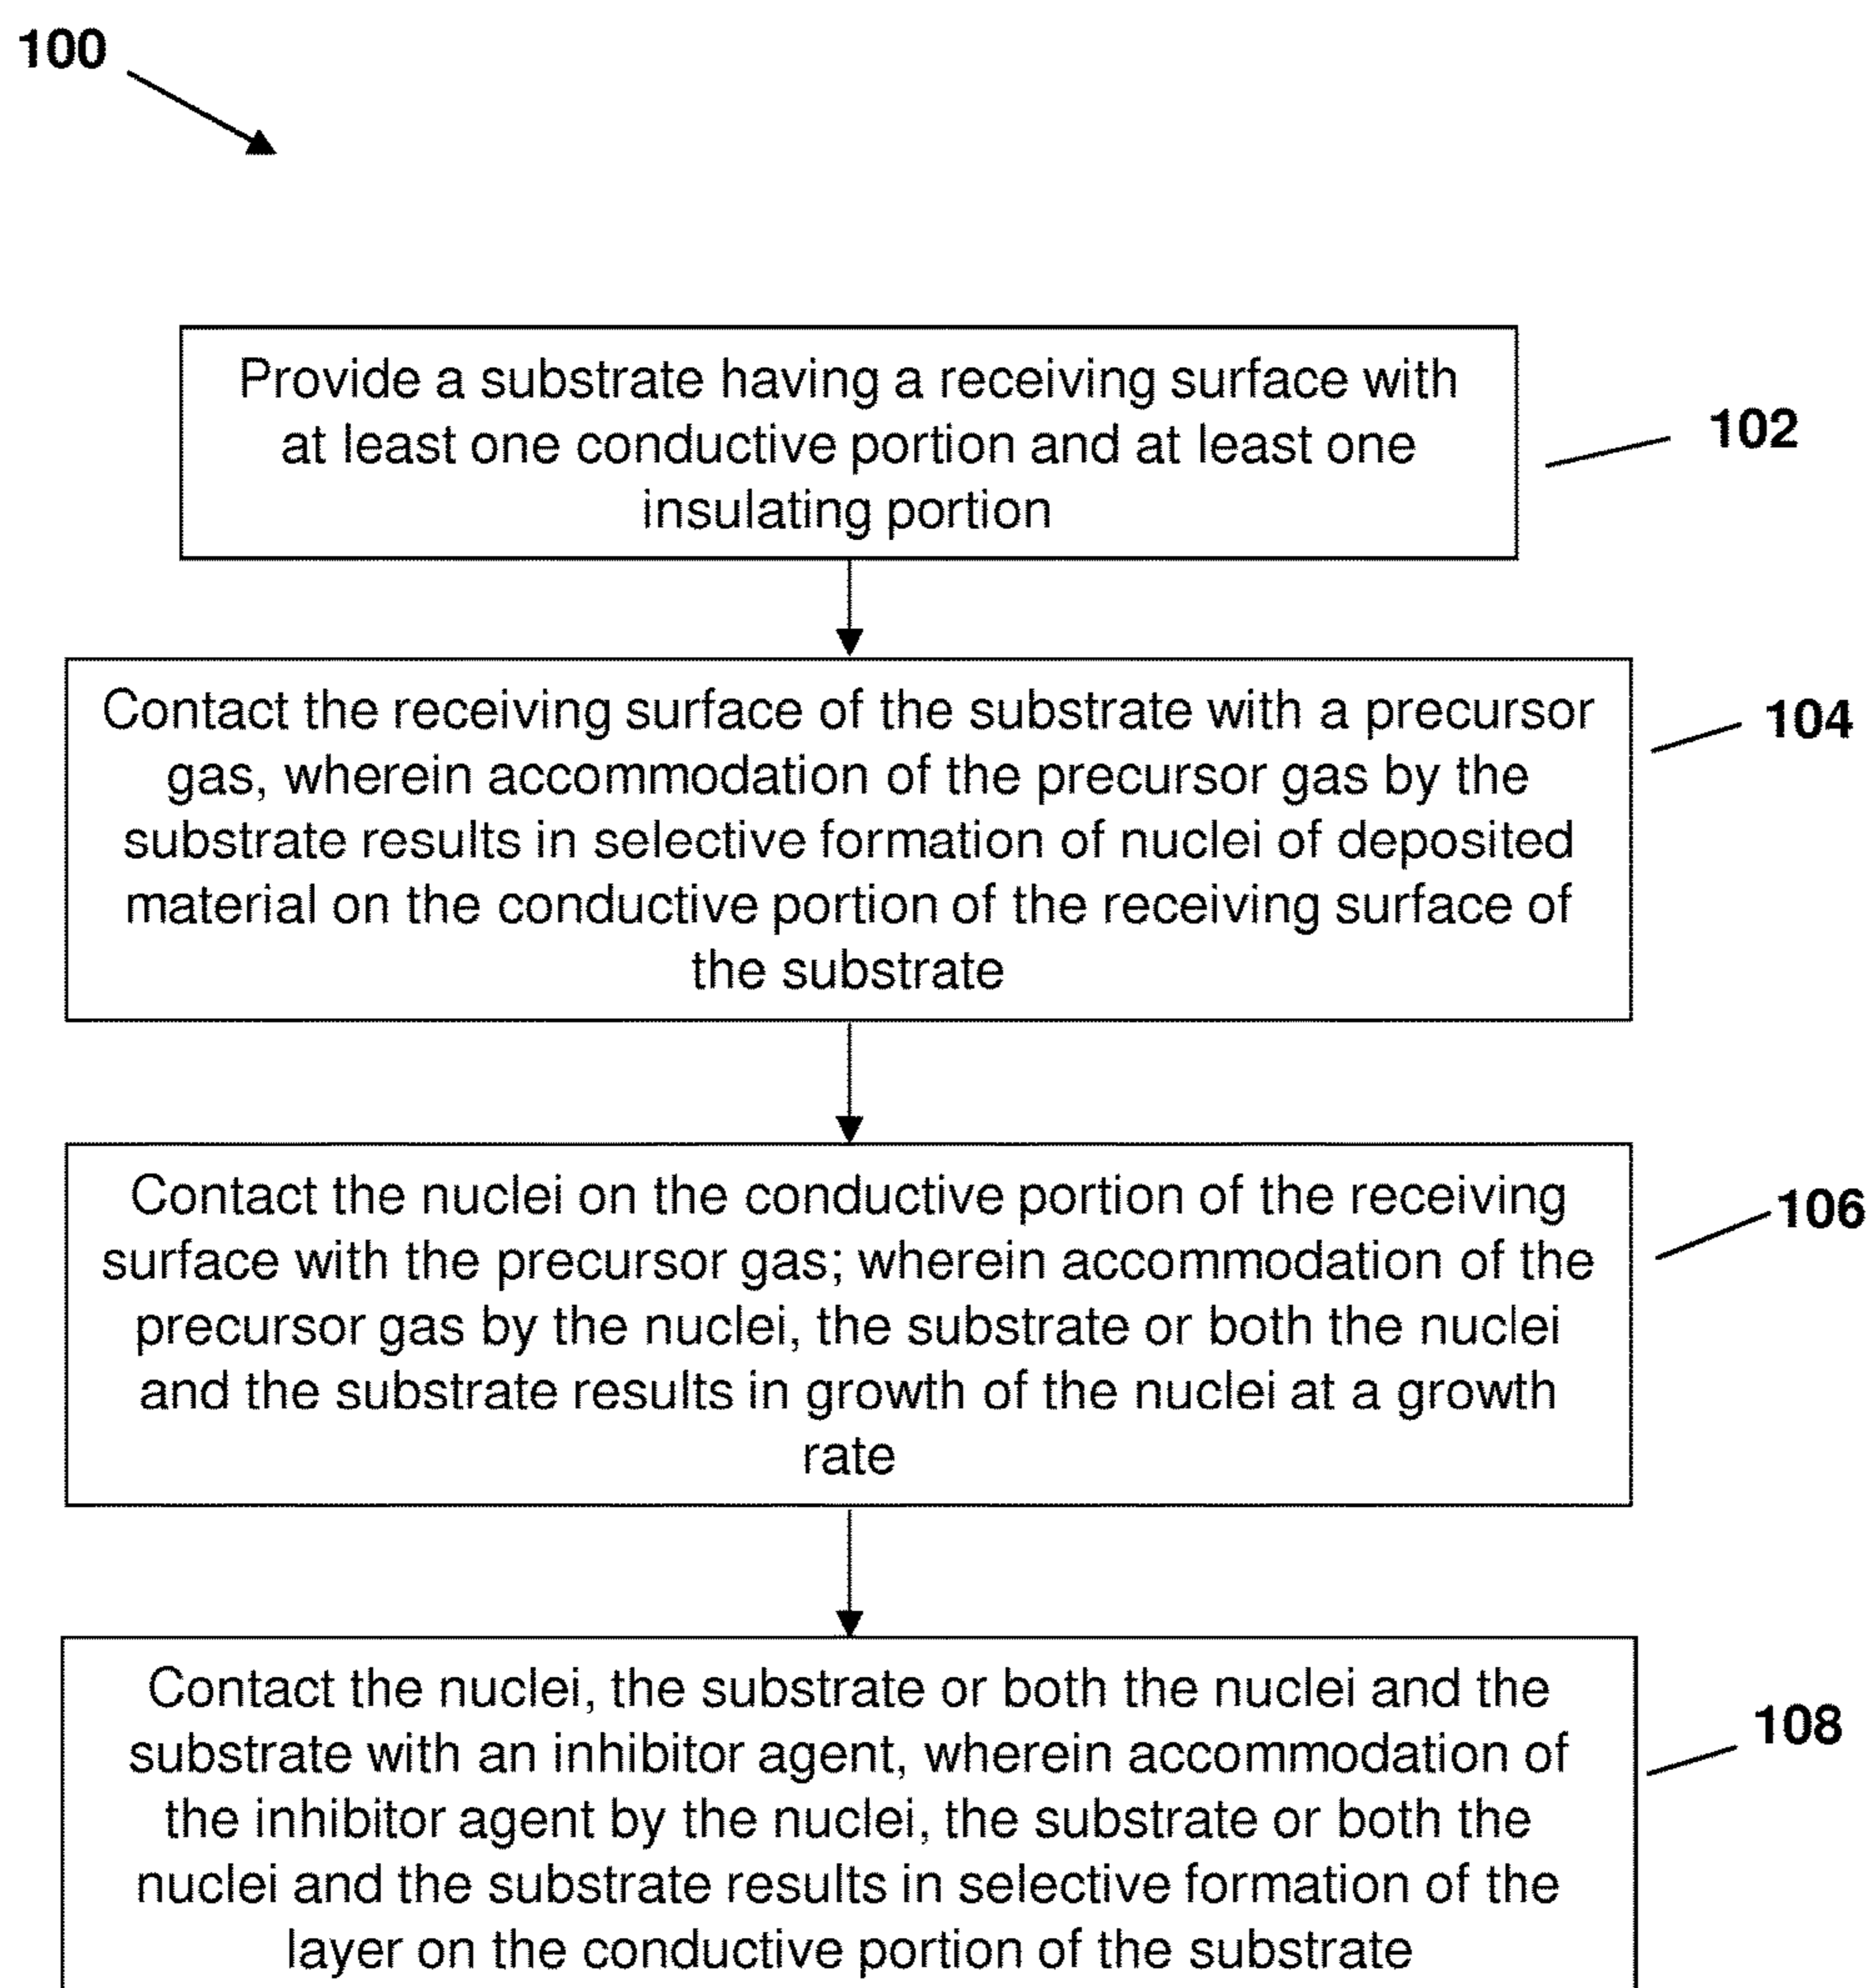 100
Provide a substrate having a receiving surface with
at least one conductive portion and at least one
insulating portion
102
Contact the receiving surface of the substrate with a precursor
gas, wherein accommodation of the precursor gas by the
substrate results in selective formation of nuclei of deposited
material on the conductive portion of the receiving surface of
the substrate
104
Contact the nuclei on the conductive portion of the receiving
surface with the precursor gas; wherein accommodation of the
precursor gas by the nuclei, the substrate or both the nuclei
and the substrate results in growth of the nuclei at a growth
rate
106
Contact the nuclei, the substrate or both the nuclei and the
substrate with an inhibitor agent, wherein accommodation of
the inhibitor agent by the nuclei, the substrate or both the
nuclei and the substrate results in selective formation of the
layer on the conductive portion of the substrate
108